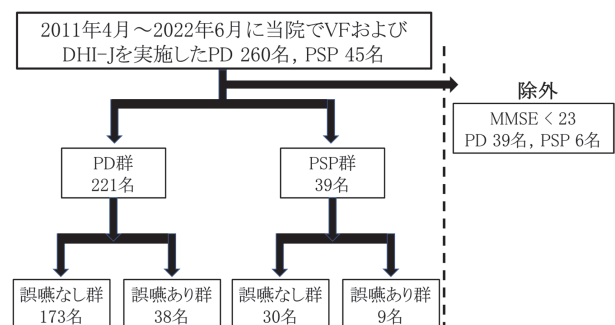 2011年4月～2022年6月に当院でVFおよび
DHI-Jを実施したPD 260名, PSP 45名
除外
MMSE < 23
PD 39名, PSP 6名
PD群
221名
PSP群
39名
誤嚥なし群
173名
誤嚥あり群
38名
誤嚥なし群
30名
誤嚥あり群
9名